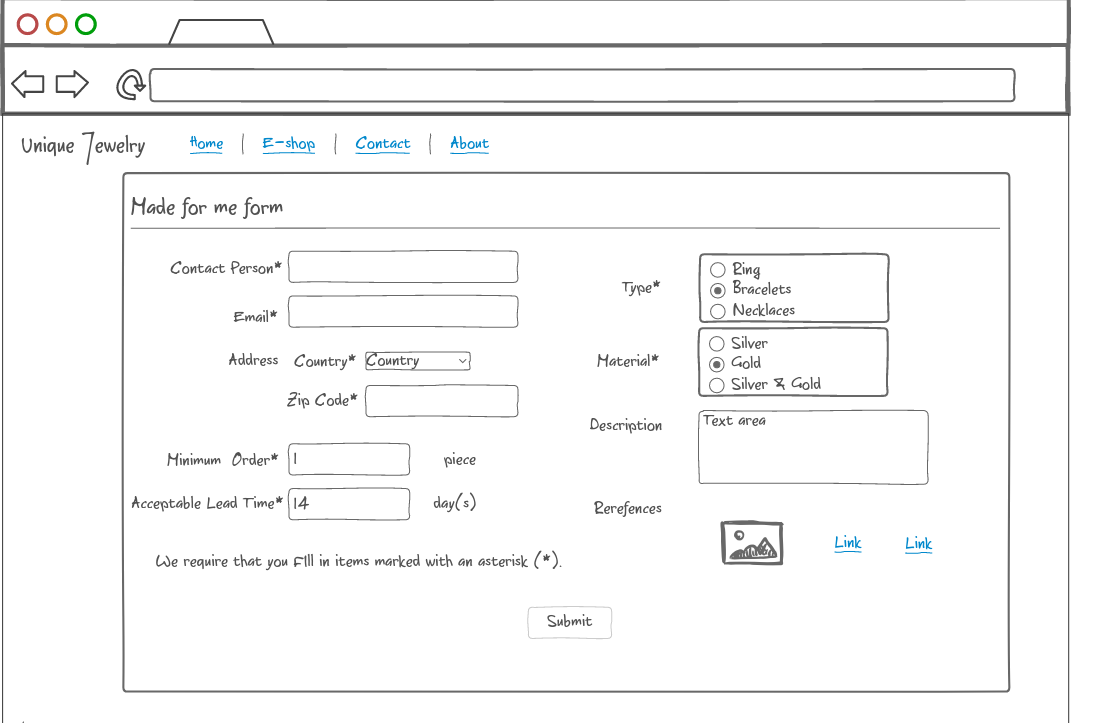 Unique Jewelry Home | E-shop | Contact | About
Made for me form
Contact Person*
Email*
Address Country* Country
Zip Code*
Minimum Order* 1 piece
Acceptable Lead Time* 14 day(s)
We require that you Fill in items marked with an asterisk (*).
Type*
Ring
Bracelets
Necklaces
Material*
Silver
Gold
Silver & Gold
Description Text area
Rerefences
Link Link
Submit